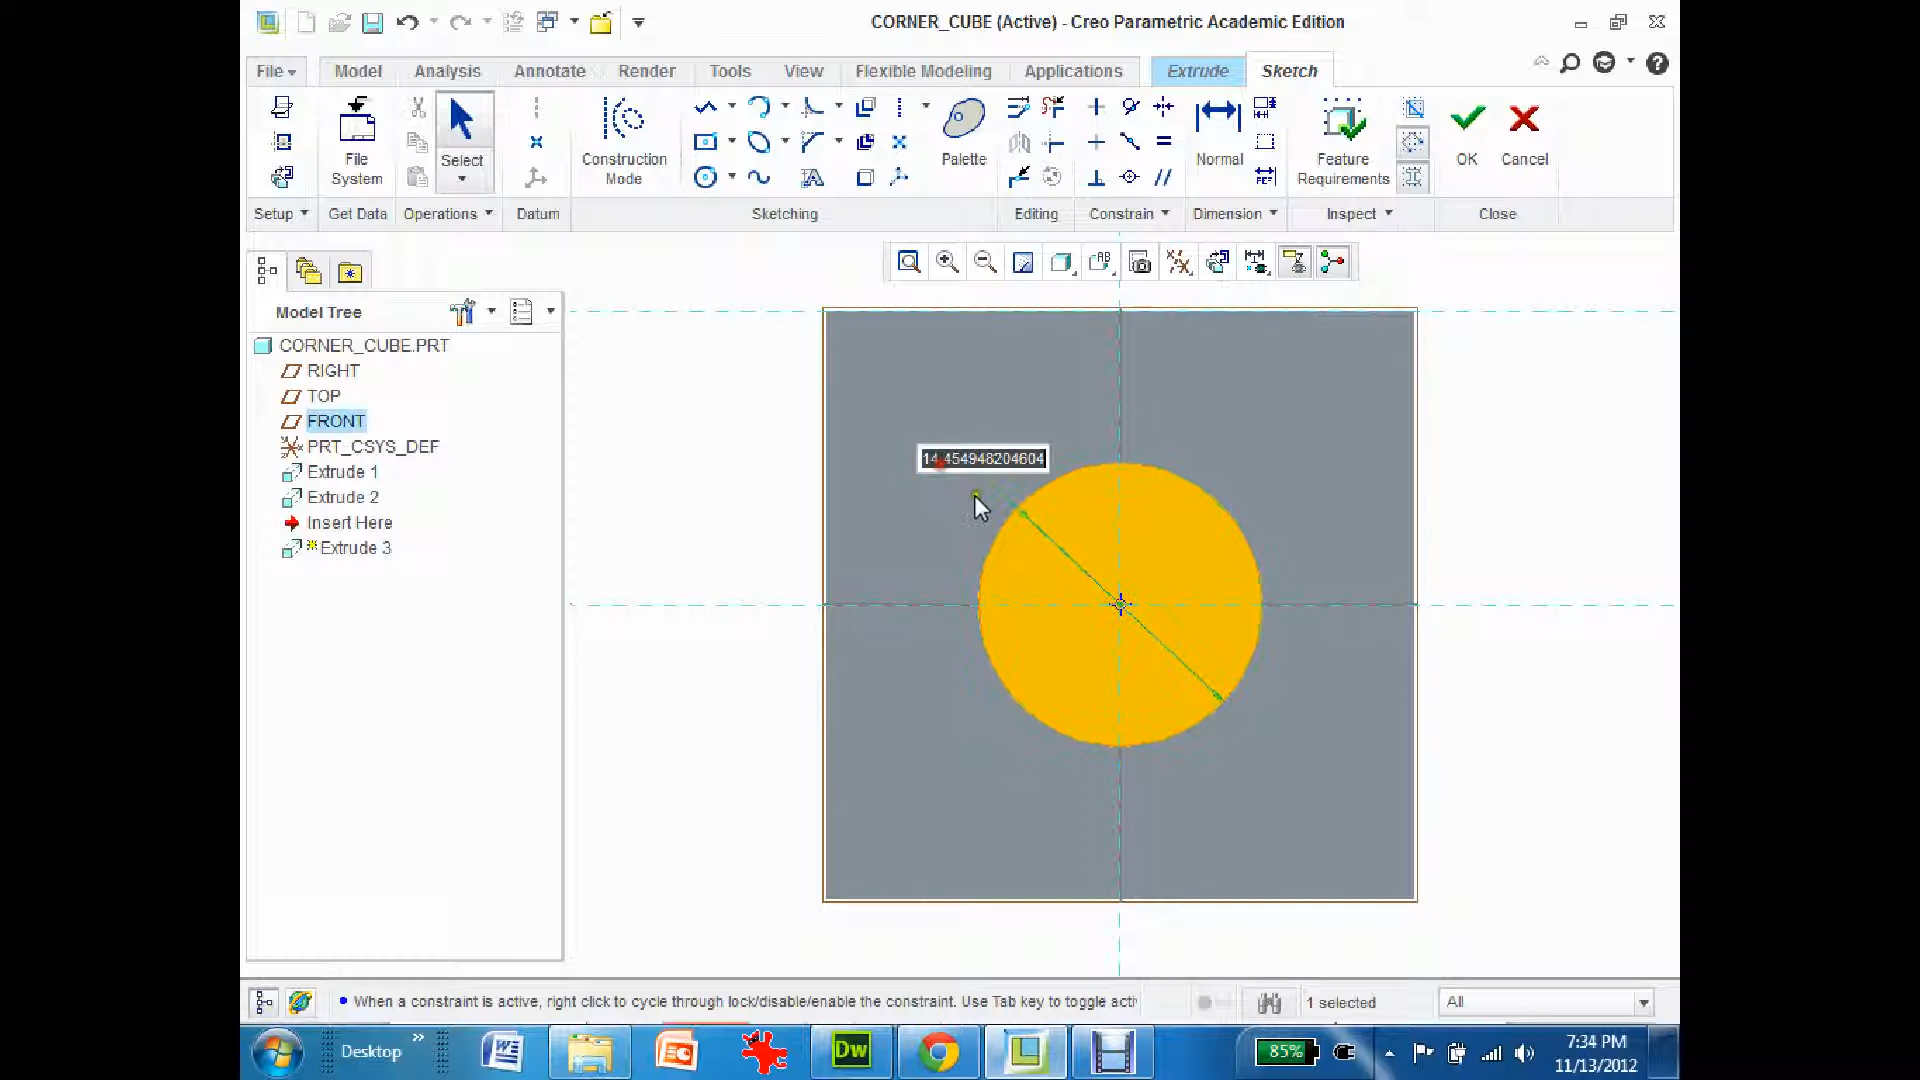 CORNER_CUBE (Active) - Creo Parametric Academic Edition
File Model Analysis Annotate Render Tools View Flexible Modeling Applications Extrude Sketch
File System
Select
Construction Mode
Palette
Normal
Feature Requirements
OK
Cancel
Setup Get Data Operations Datum Sketching Editing Constrain Dimension Inspect Close
Model Tree
CORNER_CUBE.PRT
RIGHT
TOP
FRONT
PRT_CSYS_DEF
Extrude 1
Extrude 2
Insert Here
Extrude 3
14.454948204604
When a constraint is active, right click to cycle through lock/disable/enable the constraint. Use Tab key to toggle acti
1 selected
All
Desktop
Dw
85%
7:34 PM
11/13/2012